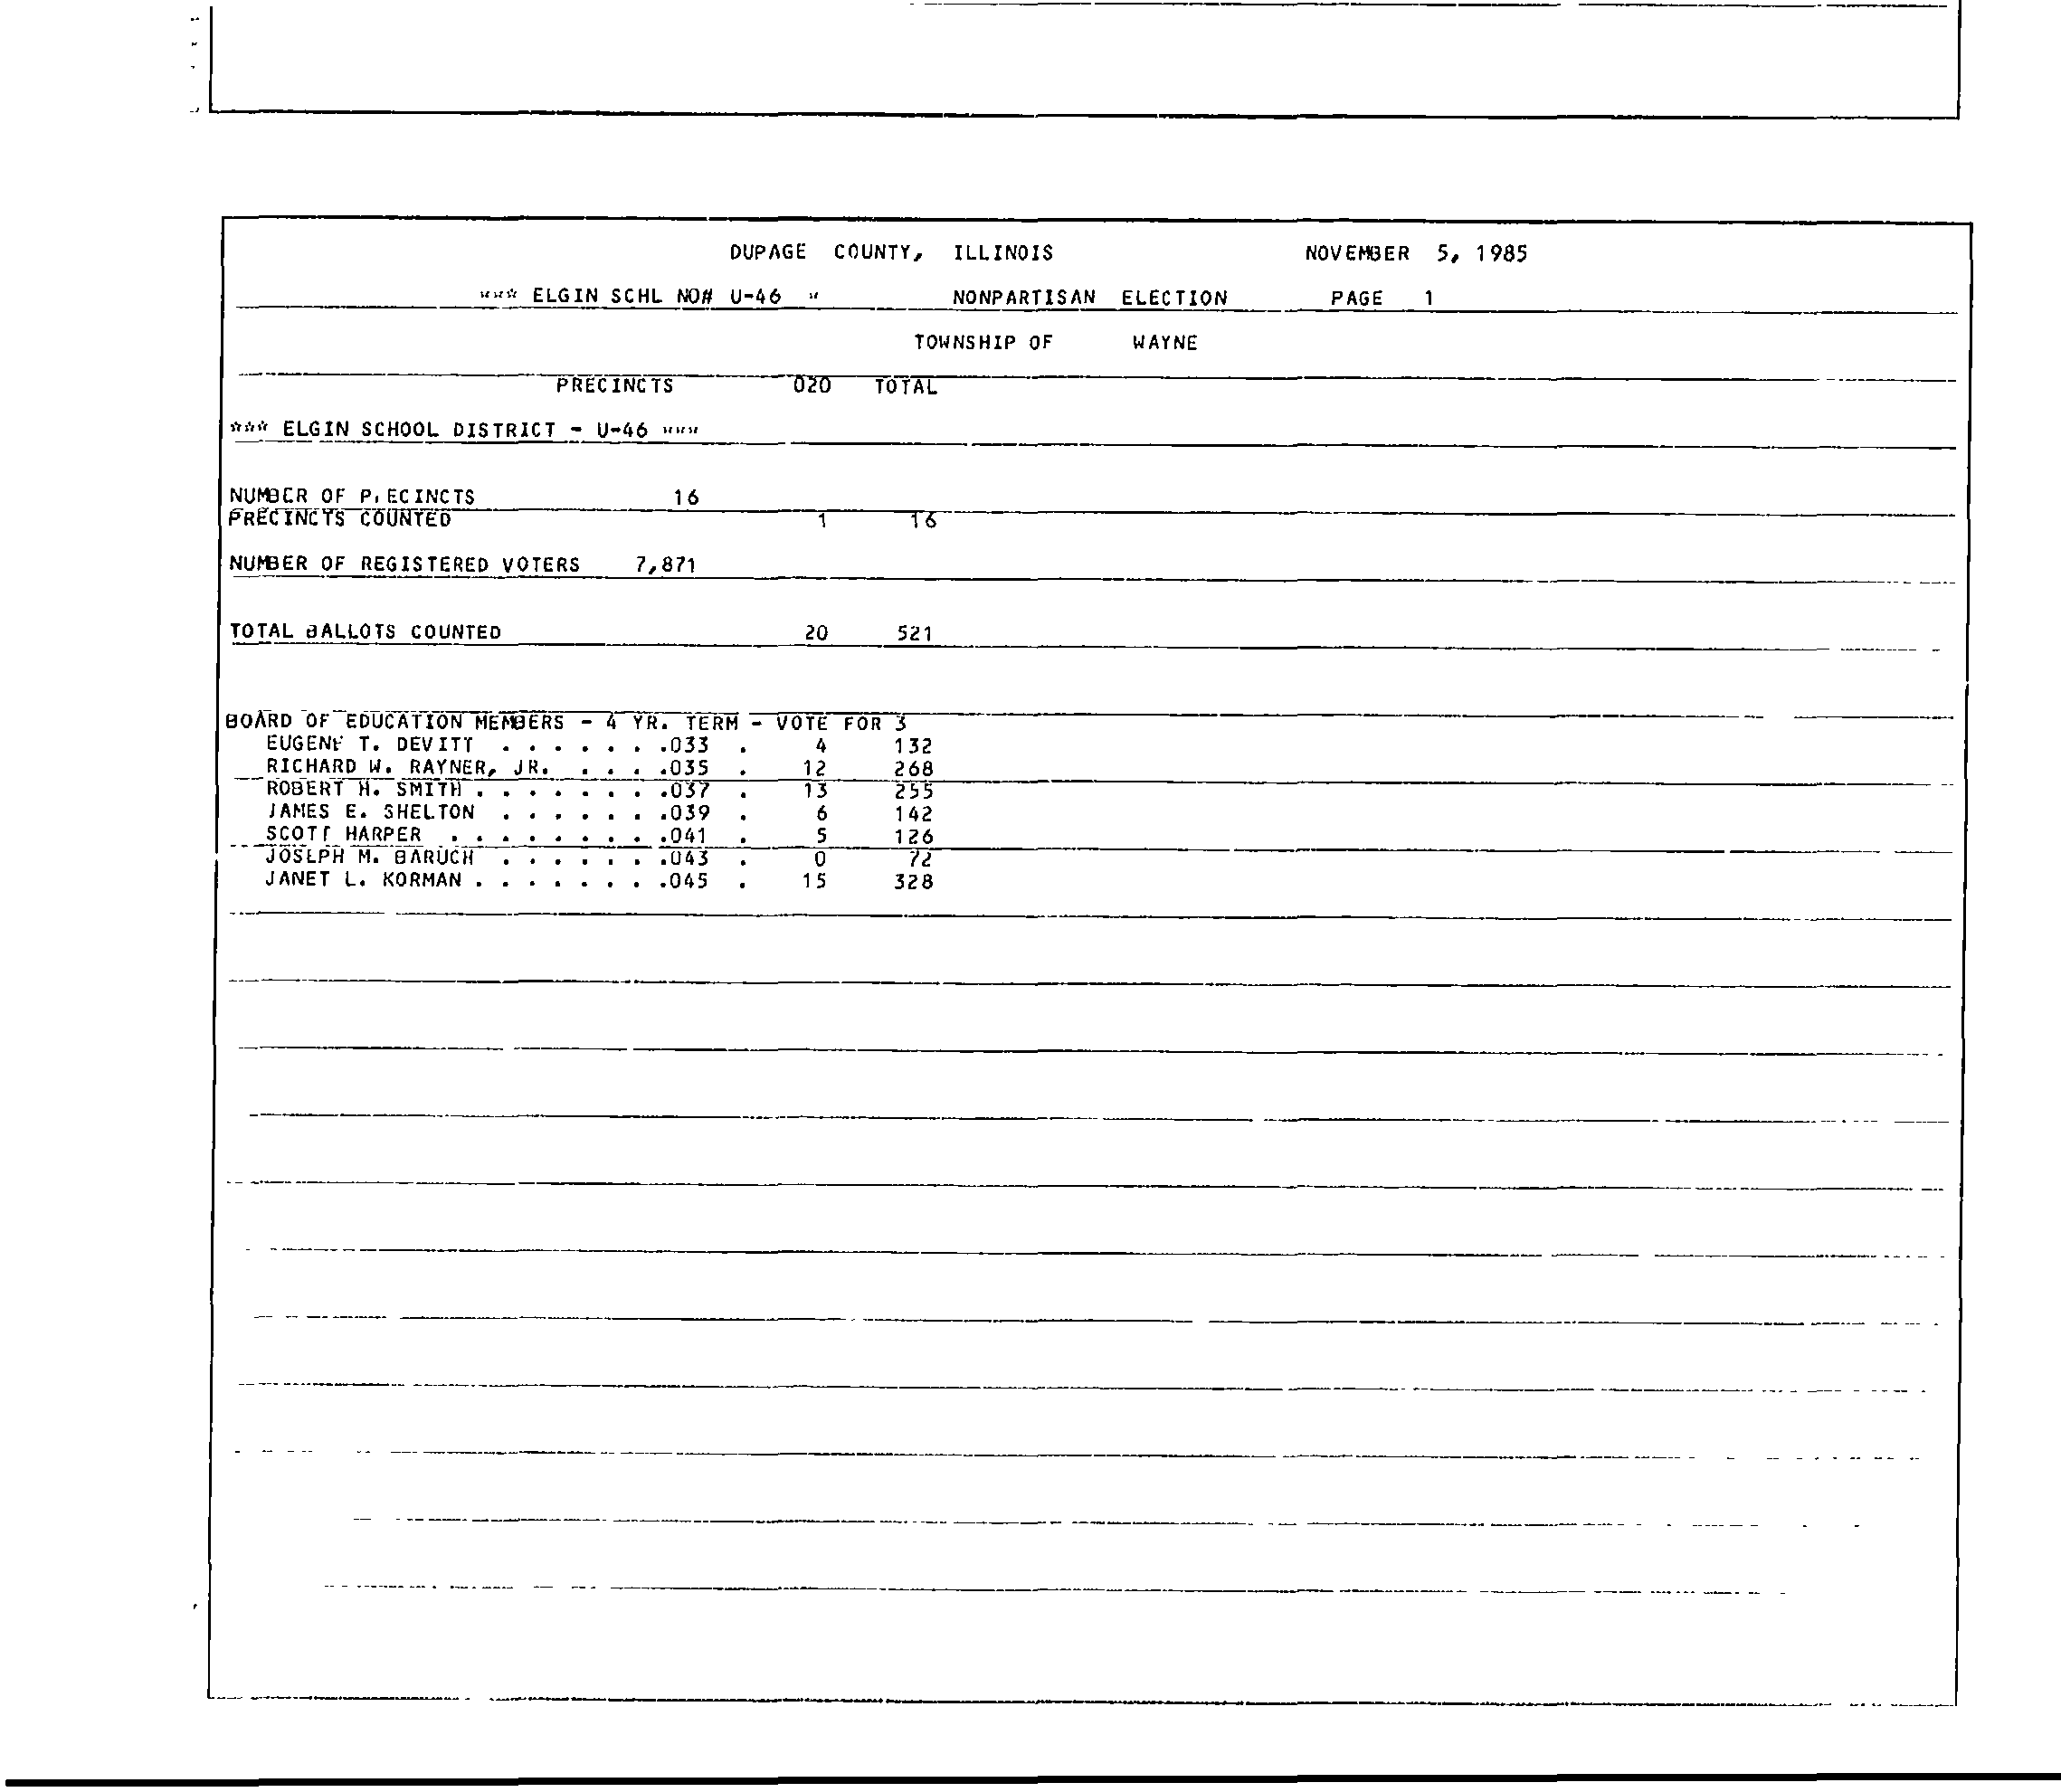 DUPAGE COUNTY, ILLINOIS NOVEMBER 5, 1985
*** ELGIN SCHL NO# U-46 * NONPARTISAN ELECTION PAGE 1
TOWNSHIP OF WAYNE
PRECINCTS 020 TOTAL
*** ELGIN SCHOOL DISTRICT - U-46 ***
NUMBER OF PRECINCTS 16
PRECINCTS COUNTED 1 16
NUMBER OF REGISTERED VOTERS 7,871
TOTAL BALLOTS COUNTED 20 521
BOARD OF EDUCATION MEMBERS - 4 YR. TERM - VOTE FOR 3
EUGENE T. DEVITT . . . . . . .033 . 4 132
RICHARD W. RAYNER, JR. . . . .035 . 12 268
ROBERT H. SMITH . . . . . . . .037 . 13 255
JAMES E. SHELTON . . . . . . .039 . 6 142
SCOTT HARPER . . . . . . . . .041 . 5 126
JOSEPH M. BARUCH . . . . . . .043 . 0 72
JANET L. KORMAN . . . . . . . .045 . 15 328